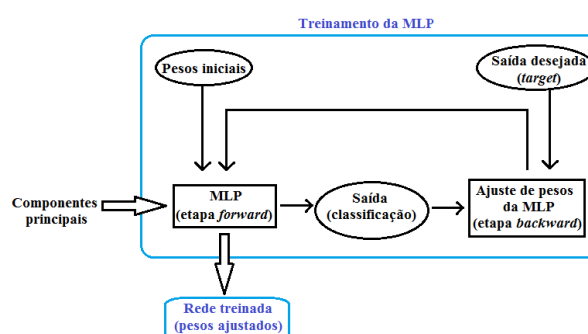 Treinamento da MLP
Pesos iniciais
Saída desejada
(target)
Componentes
principais
MLP
(etapa forward)
Saída
(classificação)
Ajuste de pesos
da MLP
(etapa backward)
Rede treinada
(pesos ajustados)